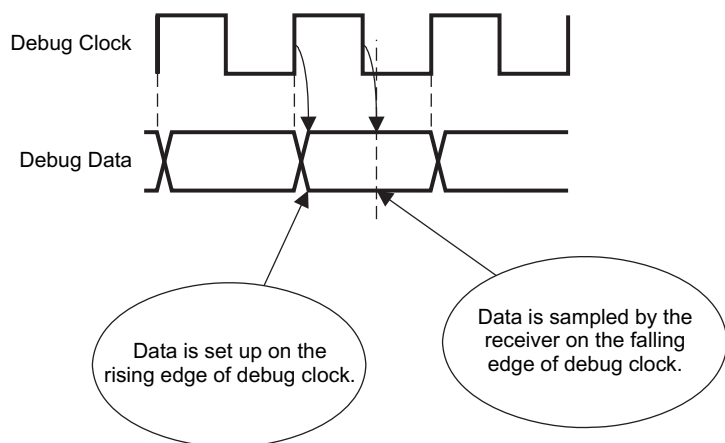 Debug Clock
Debug Data
Data is set up on the
rising edge of debug clock.
Data is sampled by the
receiver on the falling
edge of debug clock.